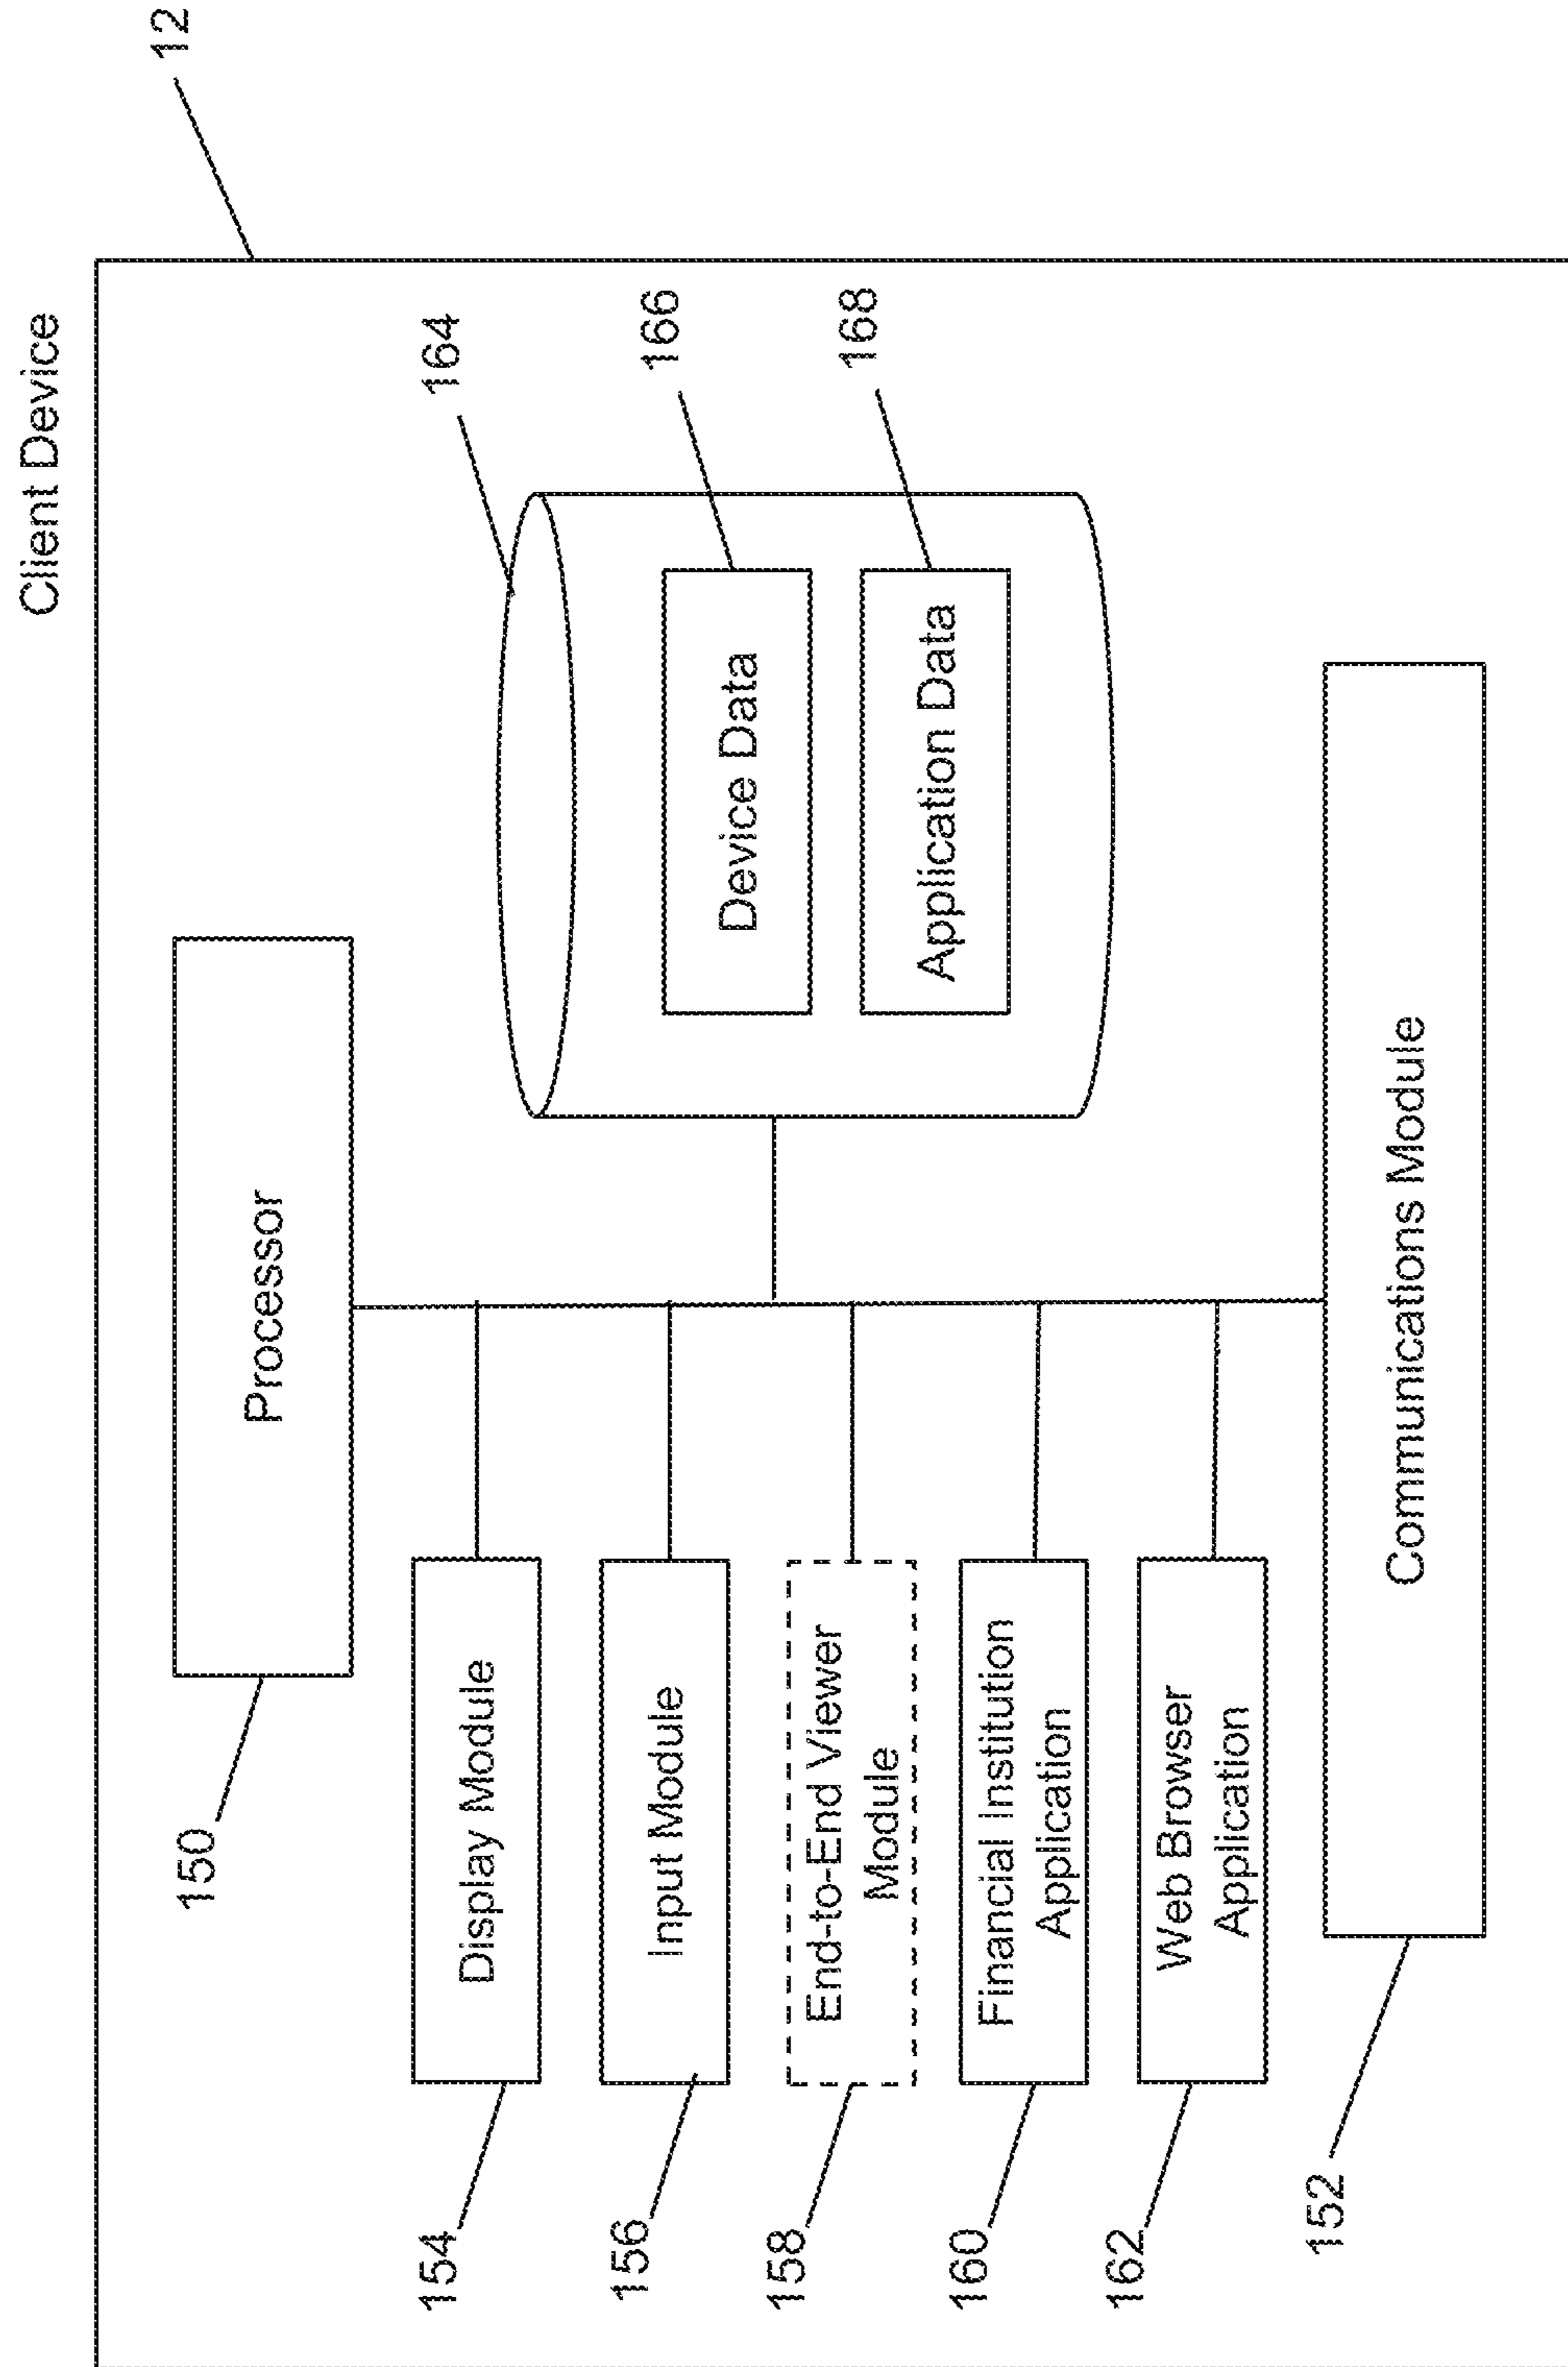 Client Device
12
Processor
150
164
Device Data
166
Application Data
168
Display Module
154
Input Module
156
End-to-End Viewer
Module
158
Financial Institution
Application
160
Web Browser
Application
162
Communications Module
152